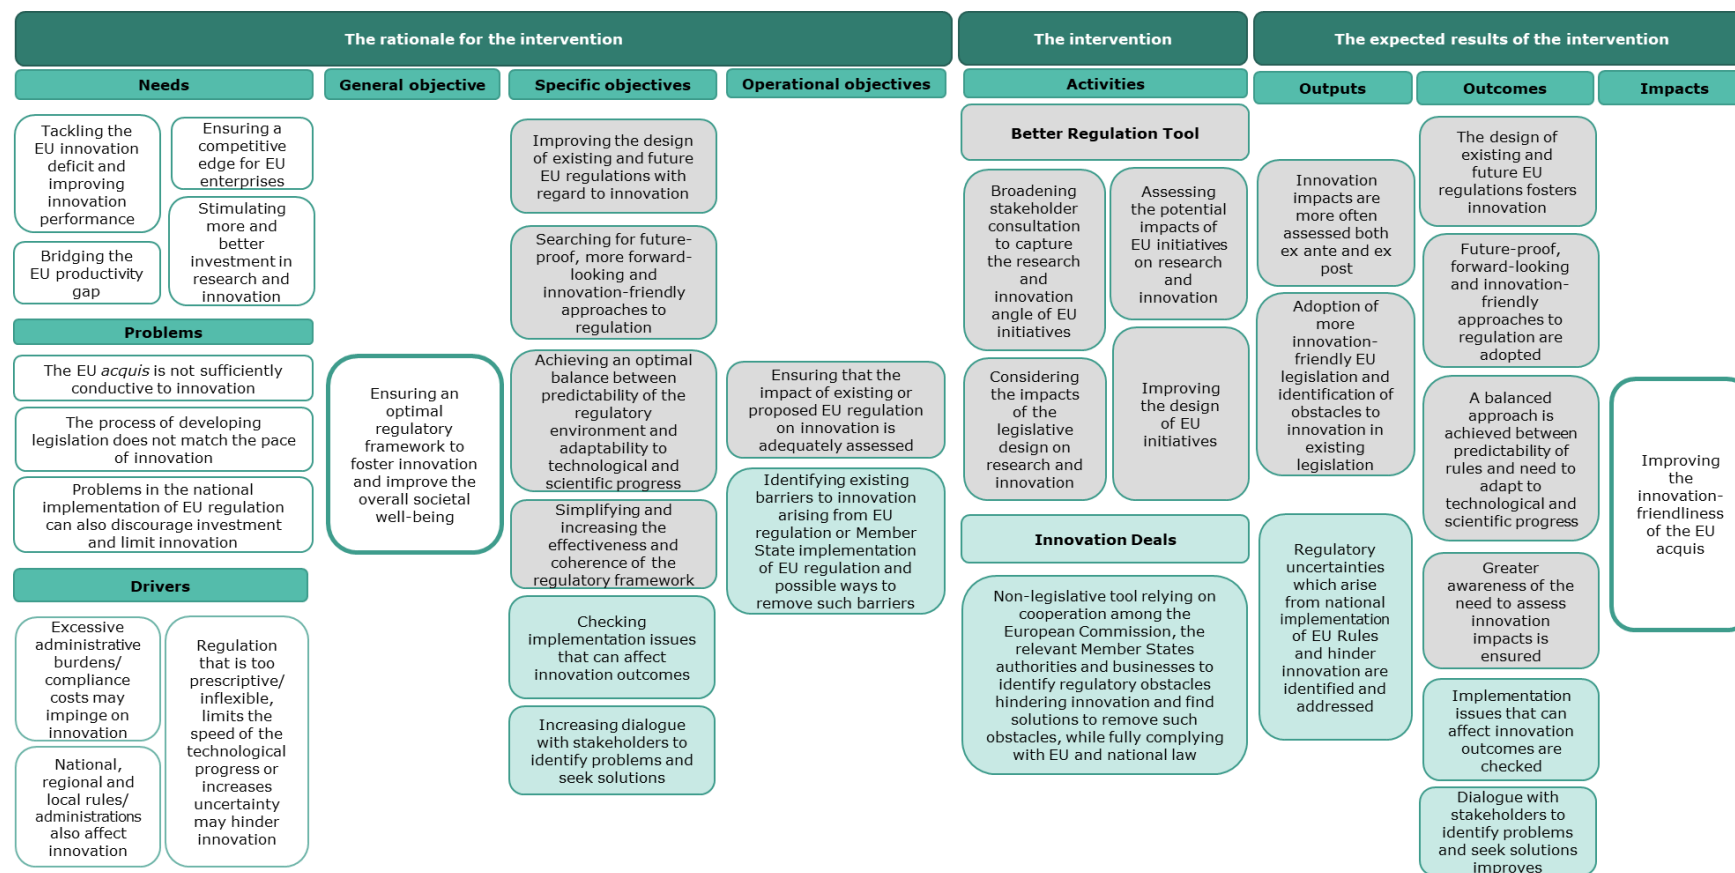 The rationale for the intervention
The intervention
The expected results of the intervention
Needs
General objective
Specific objectives
Operational objectives
Activities
Outputs
Outcomes
Impacts
Tackling the
EU innovation
deficit and
improving
innovation
performance
Ensuring a
competitive
edge for EU
enterprises
Bridging the
EU productivity
gap
Stimulating
more and
better
investment in
research and
innovation
Problems
The EU acquis is not sufficiently
conductive to innovation
The process of developing
legislation does not match the pace
of innovation
Problems in the national
implementation of EU regulation
can also discourage investment
and limit innovation
Drivers
Excessive
administrative
burdens/
compliance
costs may
impinge on
innovation
National,
regional and
local rules/
administrations
also affect
innovation
Regulation
that is too
prescriptive/
inflexible,
limits the
speed of the
technological
progress or
increases
uncertainty
may hinder
innovation
Ensuring an
optimal
regulatory
framework to
foster innovation
and improve the
overall societal
well-being
Improving the design
of existing and future
EU regulations with
regard to innovation
Searching for future-
proof, more forward-
looking and
innovation-friendly
approaches to
regulation
Achieving an optimal
balance between
predictability of the
regulatory
environment and
adaptability to
technological and
scientific progress
Simplifying and
increasing the
effectiveness and
coherence of the
regulatory framework
Checking
implementation issues
that can affect
innovation outcomes
Increasing dialogue
with stakeholders to
identify problems and
seek solutions
Ensuring that the
impact of existing or
proposed EU regulation
on innovation is
adequately assessed
Identifying existing
barriers to innovation
arising from EU
regulation or Member
State implementation
of EU regulation and
possible ways to
remove such barriers
Better Regulation Tool
Broadening
stakeholder
consultation
to capture
the research
and
innovation
angle of EU
initiatives
Assessing
the potential
impacts of
EU initiatives
on research
and
innovation
Considering
the impacts
of the
legislative
design on
research and
innovation
Improving
the design
of EU
initiatives
Innovation Deals
Non-legislative tool relying on
cooperation among the
European Commission, the
relevant Member States
authorities and businesses to
identify regulatory obstacles
hindering innovation and find
solutions to remove such
obstacles, while fully complying
with EU and national law
Innovation
impacts are
more often
assessed both
ex ante and ex
post
Adoption of
more
innovation-
friendly EU
legislation and
identification of
obstacles to
innovation in
existing
legislation
Regulatory
uncertainties
which arise
from national
implementation
of EU Rules
and hinder
innovation are
identified and
addressed
The design of
existing and
future EU
regulations fosters
innovation
Future-proof,
forward-looking
and innovation-
friendly
approaches to
regulation are
adopted
A balanced
approach is
achieved between
predictability of
rules and need to
adapt to
technological and
scientific progress
Greater
awareness of the
need to assess
innovation
impacts is
ensured
Implementation
issues that can
affect innovation
outcomes are
checked
Dialogue with
stakeholders to
identify problems
and seek solutions
improves
Improving
the
innovation-
friendliness
of the EU
acquis